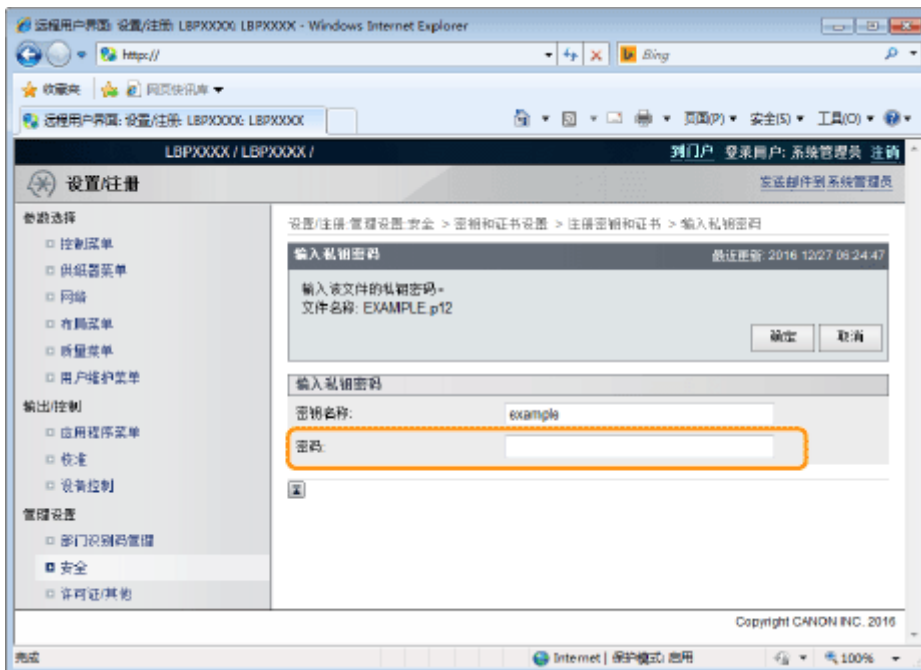 远程用户界面: 设置/注册: LBPXXXX: LBPXXXX - Windows Internet Explorer
http://
Bing
收藏夹 网页快讯库
远程用户界面: 设置/注册: LBPXXXX: LBPXXXX
页面(P) 安全(S) 工具(O)
LBPXXXX / LBPXXXX /
到门户 登录用户: 系统管理员 注销
设置/注册
发送邮件到系统管理员
参数选择
控制菜单
供纸器菜单
网络
布局菜单
质量菜单
用户维护菜单
输出/控制
应用程序菜单
校准
设备控制
管理设置
部门识别码管理
安全
许可证/其他
设置/注册:管理设置:安全 > 密钥和证书设置 > 注册密钥和证书 > 输入私钥密码
输入私钥密码
最近更新: 2016 12/27 06:24:47
输入该文件的私钥密码。
文件名称: EXAMPLE.p12
确定 取消
输入私钥密码
密钥名称: example
密码:
Copyright CANON INC. 2016
完成
Internet | 保护模式: 启用
100%